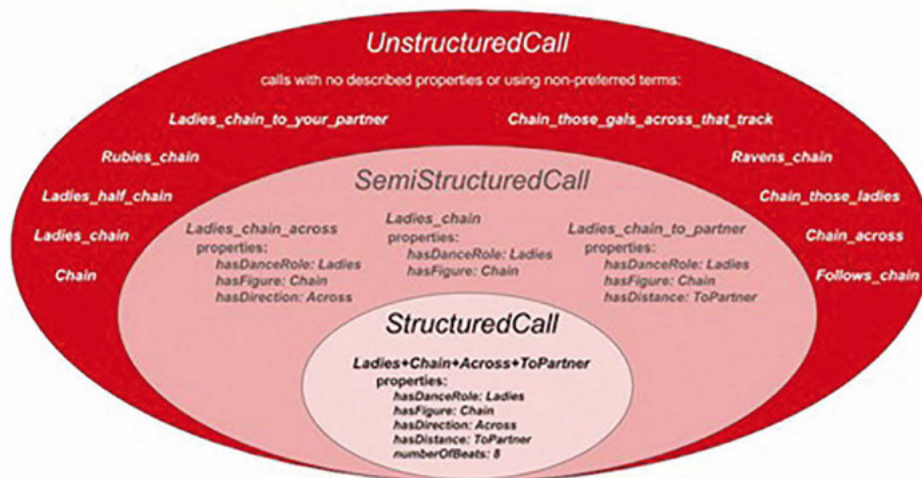 UnstructuredCall
calls with no described properties or using non-preferred terms:
Ladies_chain_to_your_partner
Chain_those_gals_across_that_track
Rubies_chain
Ravens_chain
Ladies_half_chain
Chain_those_ladies
Ladies_chain
Chain_across
Chain
Follows_chain
SemiStructuredCall
Ladies_chain_across
properties:
hasDanceRole: Ladies
hasFigure: Chain
hasDirection: Across
Ladies_chain
properties:
hasDanceRole: Ladies
hasFigure: Chain
Ladies_chain_to_partner
properties:
hasDanceRole: Ladies
hasFigure: Chain
hasDistance: ToPartner
StructuredCall
Ladies+Chain+Across+ToPartner
properties:
hasDanceRole: Ladies
hasFigure: Chain
hasDirection: Across
hasDistance: ToPartner
numberOfBeats: 8